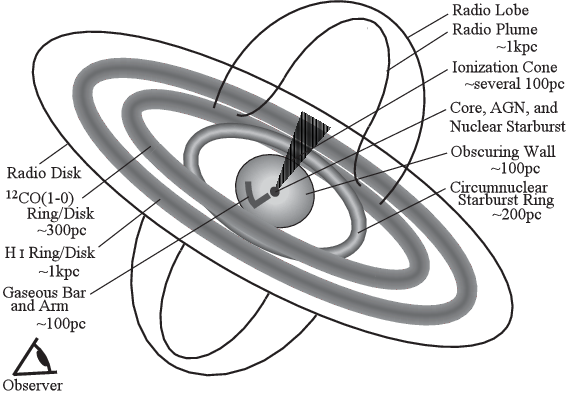 Radio Lobe
Radio Plume
~1kpc
Ionization Cone
~several 100pc
Core, AGN, and
Nuclear Starburst
Obscuring Wall
~100pc
Circumnuclear
Starburst Ring
~200pc
Radio Disk
¹²CO(1-0)
Ring/Disk
~300pc
H I Ring/Disk
~1kpc
Gaseous Bar
and Arm
~100pc
Observer